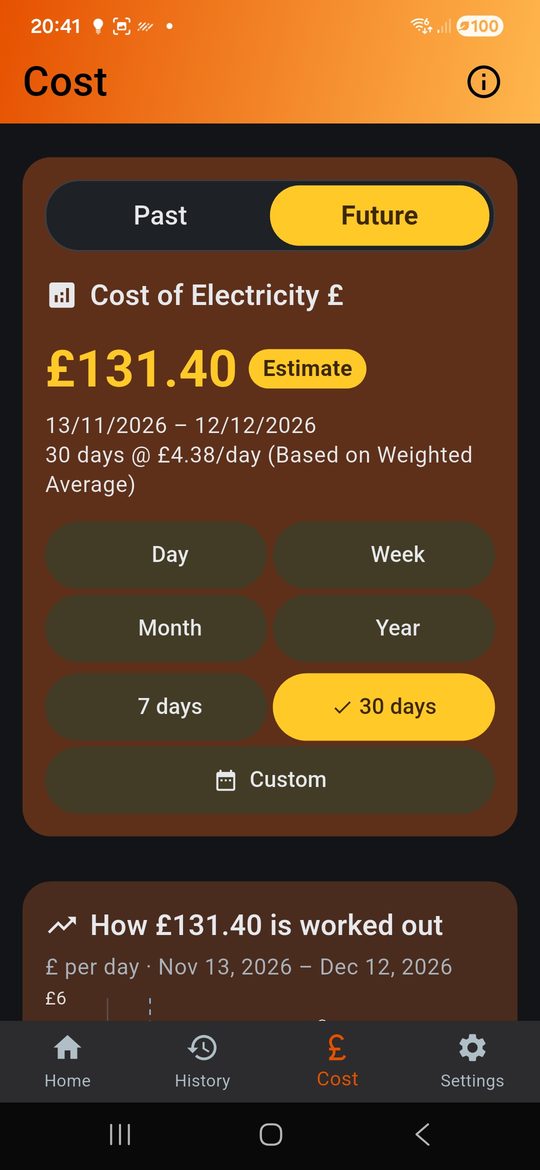 20:41
100
Cost
Past
Future
Cost of Electricity £
£131.40
Estimate
13/11/2026 – 12/12/2026
30 days @ £4.38/day (Based on Weighted
Average)
Day
Week
Month
Year
7 days
30 days
Custom
How £131.40 is worked out
£ per day · Nov 13, 2026 – Dec 12, 2026
£6
Home
History
£
Cost
Settings